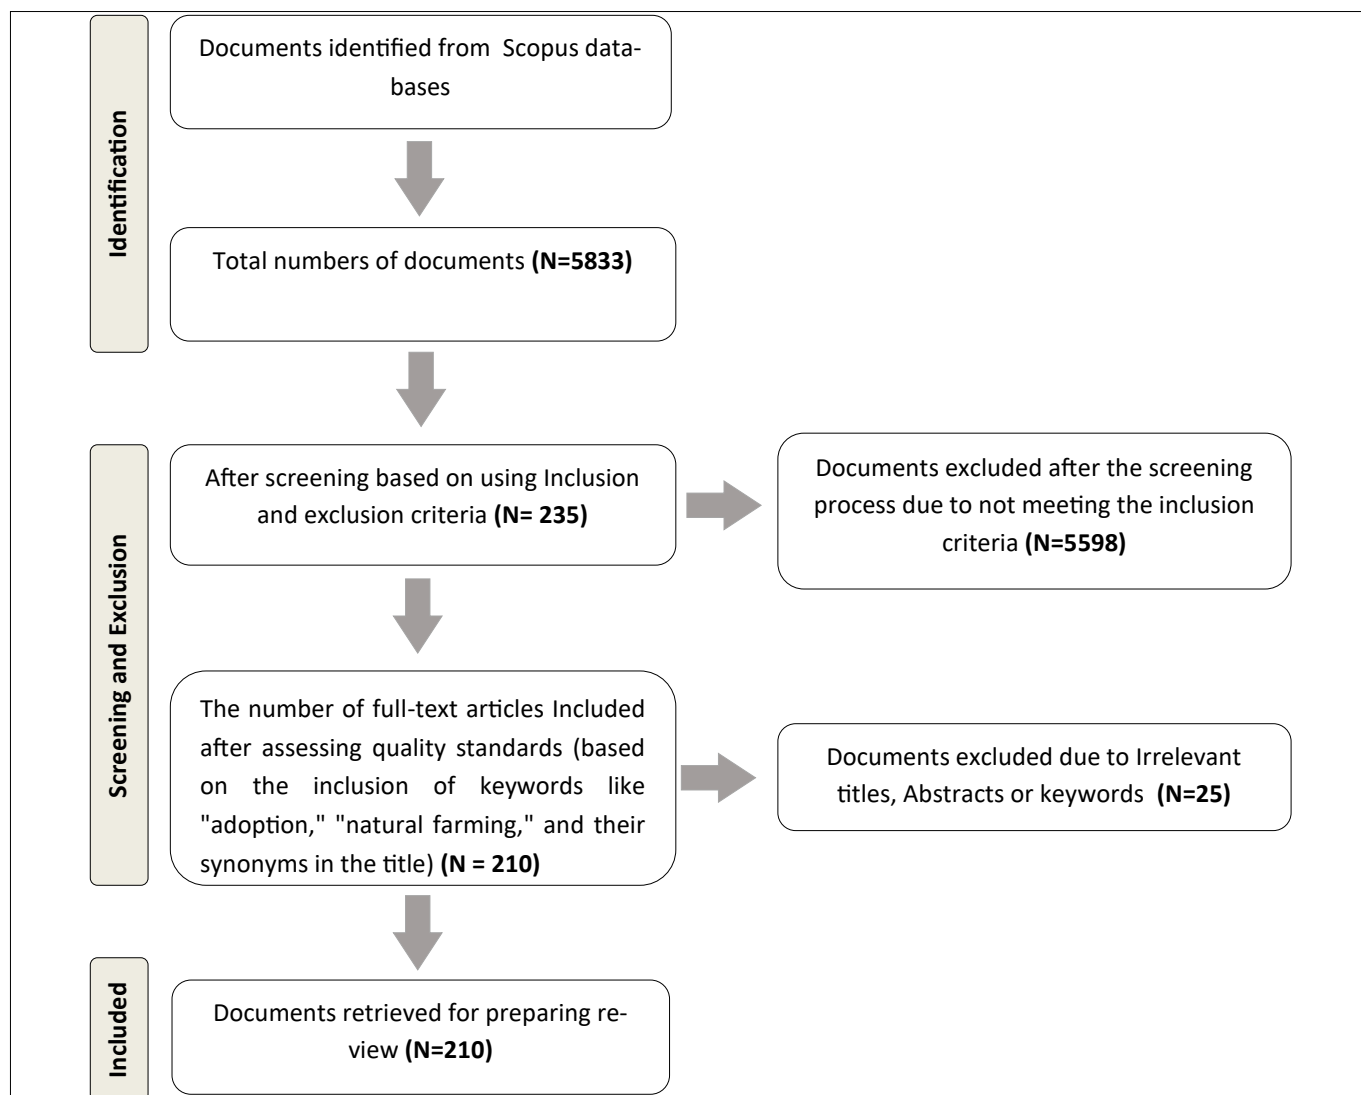 Identification
Documents identified from Scopus data-
bases
Total numbers of documents (N=5833)
Screening and Exclusion
After screening based on using Inclusion
and exclusion criteria (N= 235)
Documents excluded after the screening
process due to not meeting the inclusion
criteria (N=5598)
The number of full-text articles Included
after assessing quality standards (based
on the inclusion of keywords like
"adoption," "natural farming," and their
synonyms in the title) (N = 210)
Documents excluded due to Irrelevant
titles, Abstracts or keywords (N=25)
Included
Documents retrieved for preparing re-
view (N=210)